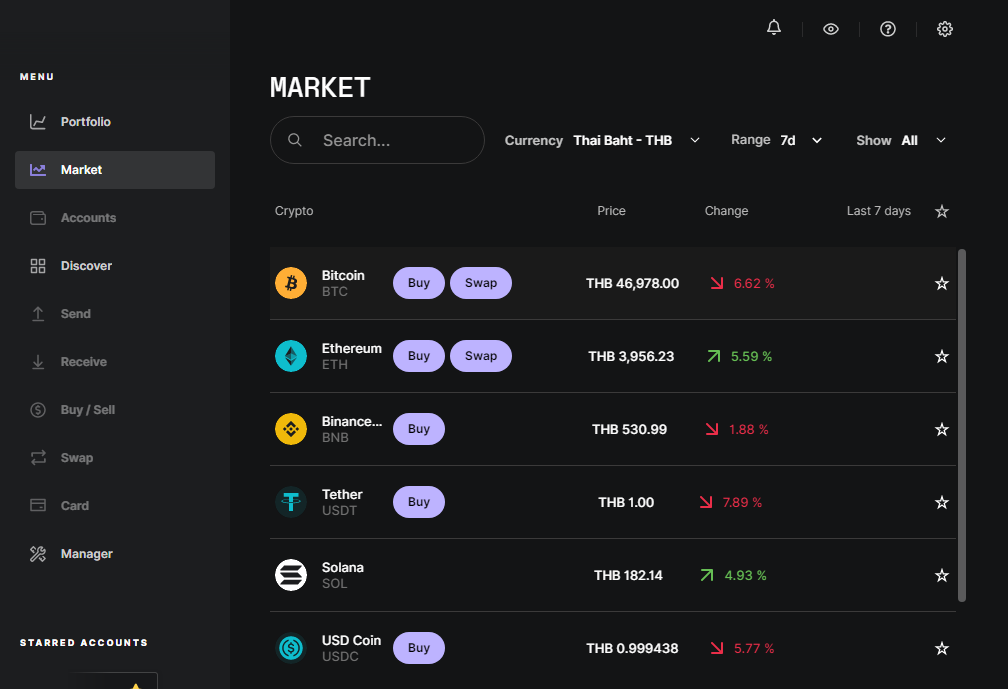 MENU
Portfolio
Market
Accounts
Discover
Send
Receive
Buy / Sell
Swap
Card
Manager
STARRED ACCOUNTS
MARKET
Search...
Currency Thai Baht - THB
Range 7d
Show All
Crypto Price Change Last 7 days
Bitcoin
BTC
Buy Swap THB 46,978.00 6.62 %
Ethereum
ETH
Buy Swap THB 3,956.23 5.59 %
Binance...
BNB
Buy THB 530.99 1.88 %
Tether
USDT
Buy THB 1.00 7.89 %
Solana
SOL
THB 182.14 4.93 %
USD Coin
USDC
Buy THB 0.999438 5.77 %